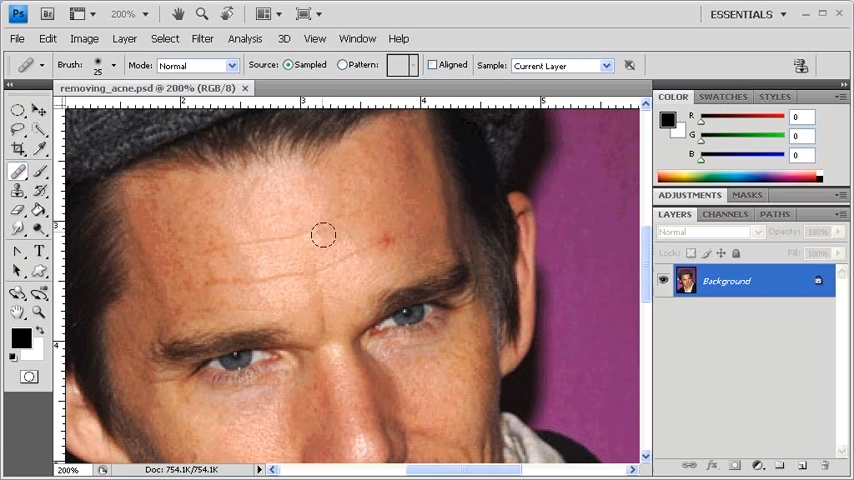 Ps Br 200% ESSENTIALS
File Edit Image Layer Select Filter Analysis 3D View Window Help
Brush: 25 Mode: Normal Source: Sampled Pattern: Aligned Sample: Current Layer
removing_acne.psd @ 200% (RGB/8) ×
2 3 4 5
COLOR SWATCHES STYLES
R 0
G 0
B 0
ADJUSTMENTS MASKS
LAYERS CHANNELS PATHS
Normal Opacity: 100%
Lock: Fill: 100%
Background
3
4
T
fx
200% Doc: 754.1K/754.1K